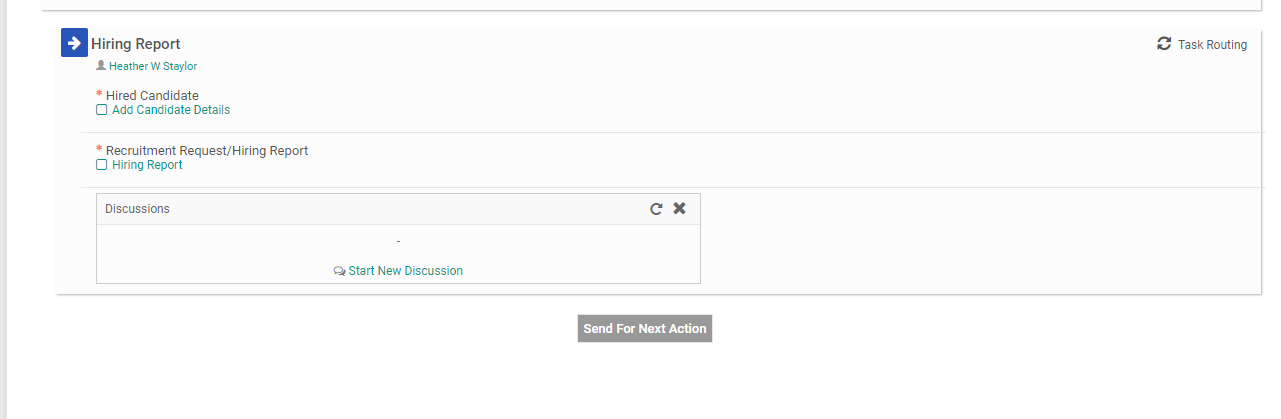 Hiring Report
Task Routing
Heather W Staylor
* Hired Candidate
Add Candidate Details
* Recruitment Request/Hiring Report
Hiring Report
Discussions
-
Start New Discussion
Send For Next Action